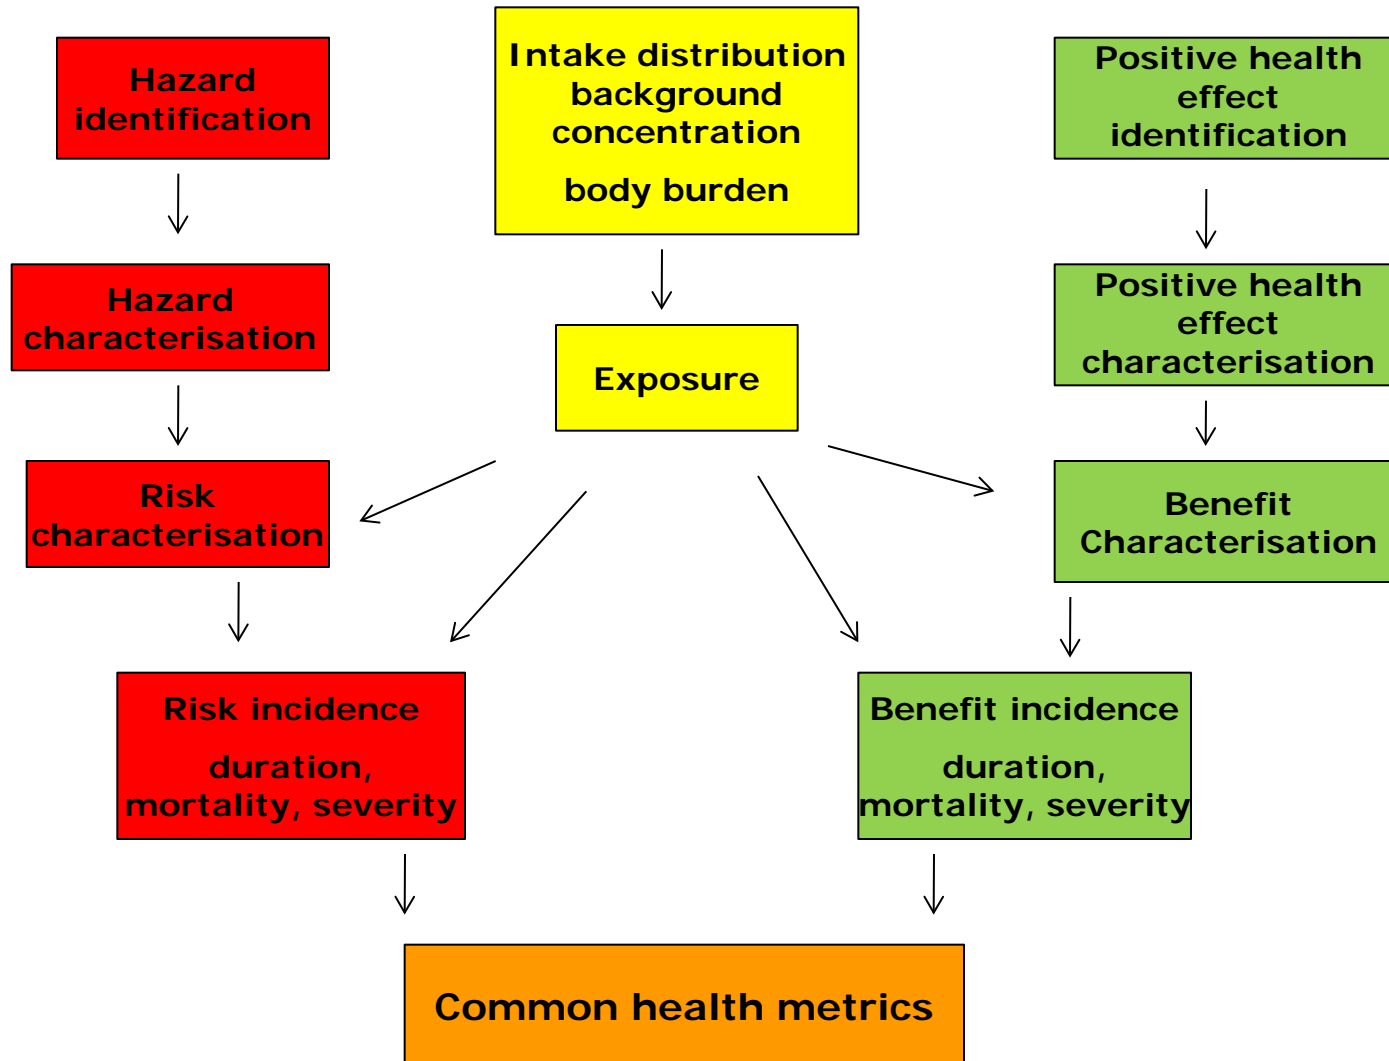 Hazard
identification
Intake distribution
background
concentration
body burden
Positive health
effect
identification
Hazard
characterisation
Exposure
Positive health
effect
characterisation
Risk
characterisation
Benefit
Characterisation
Risk incidence
duration,
mortality, severity
Benefit incidence
duration,
mortality, severity
Common health metrics